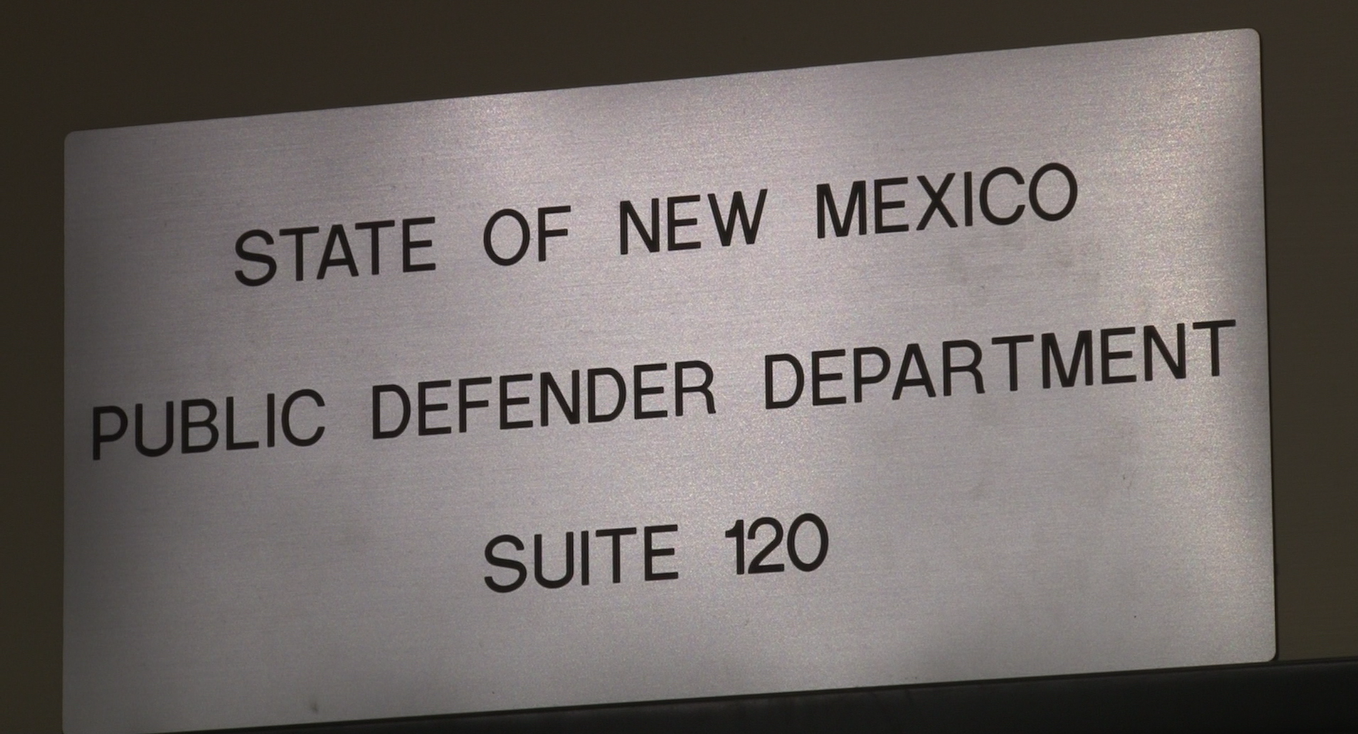 STATE OF NEW MEXICO
PUBLIC DEFENDER DEPARTMENT
SUITE 120